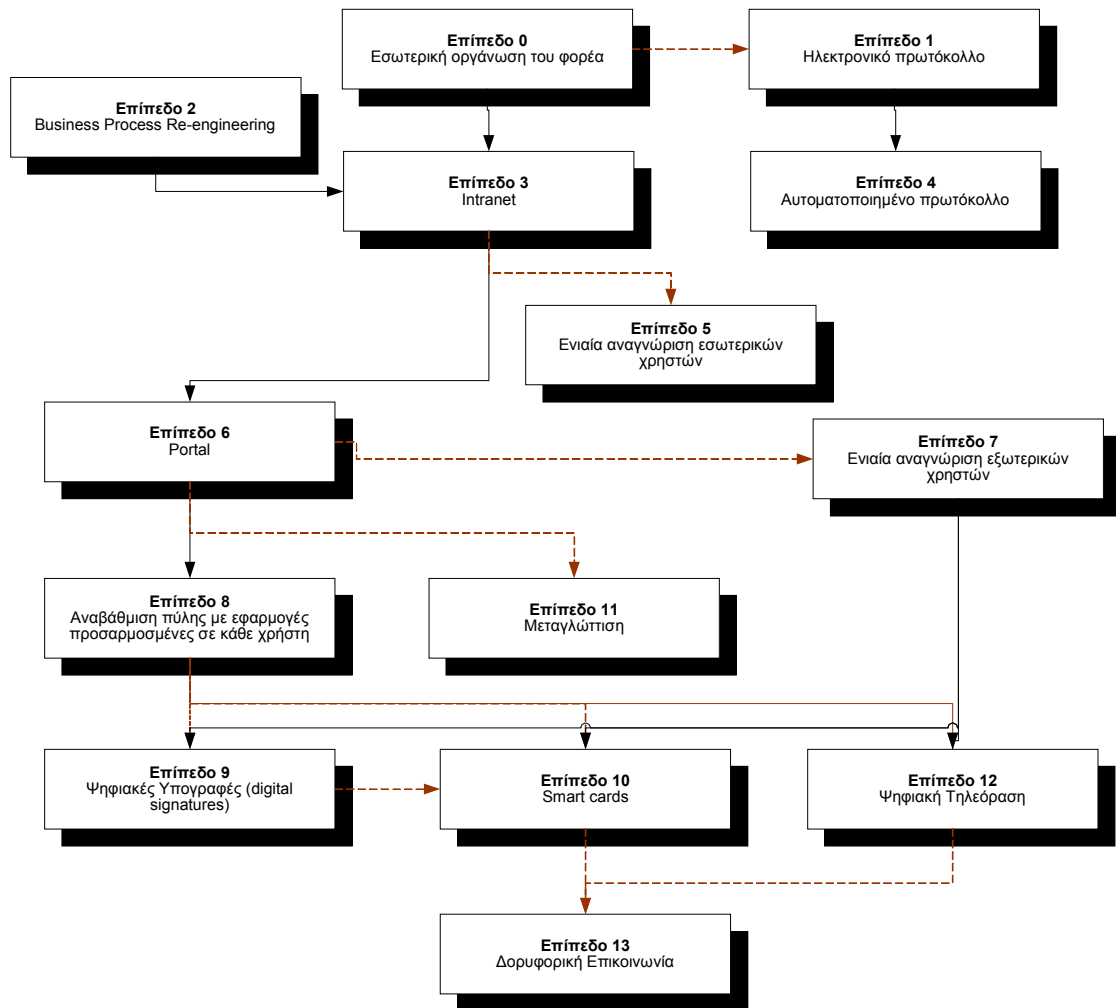 Επίπεδο 0
Εσωτερική οργάνωση του φορέα
Επίπεδο 1
Ηλεκτρονικό πρωτόκολλο
Επίπεδο 2
Business Process Re-engineering
Επίπεδο 3
Intranet
Επίπεδο 4
Αυτοματοποιημένο πρωτόκολλο
Επίπεδο 5
Ενιαία αναγνώριση εσωτερικών
χρηστών
Επίπεδο 6
Portal
Επίπεδο 7
Ενιαία αναγνώριση εξωτερικών
χρηστών
Επίπεδο 8
Αναβάθμιση πύλης με εφαρμογές
προσαρμοσμένες σε κάθε χρήστη
Επίπεδο 11
Μεταγλώττιση
Επίπεδο 9
Ψηφιακές Υπογραφές (digital
signatures)
Επίπεδο 10
Smart cards
Επίπεδο 12
Ψηφιακή Τηλεόραση
Επίπεδο 13
Δορυφορική Επικοινωνία